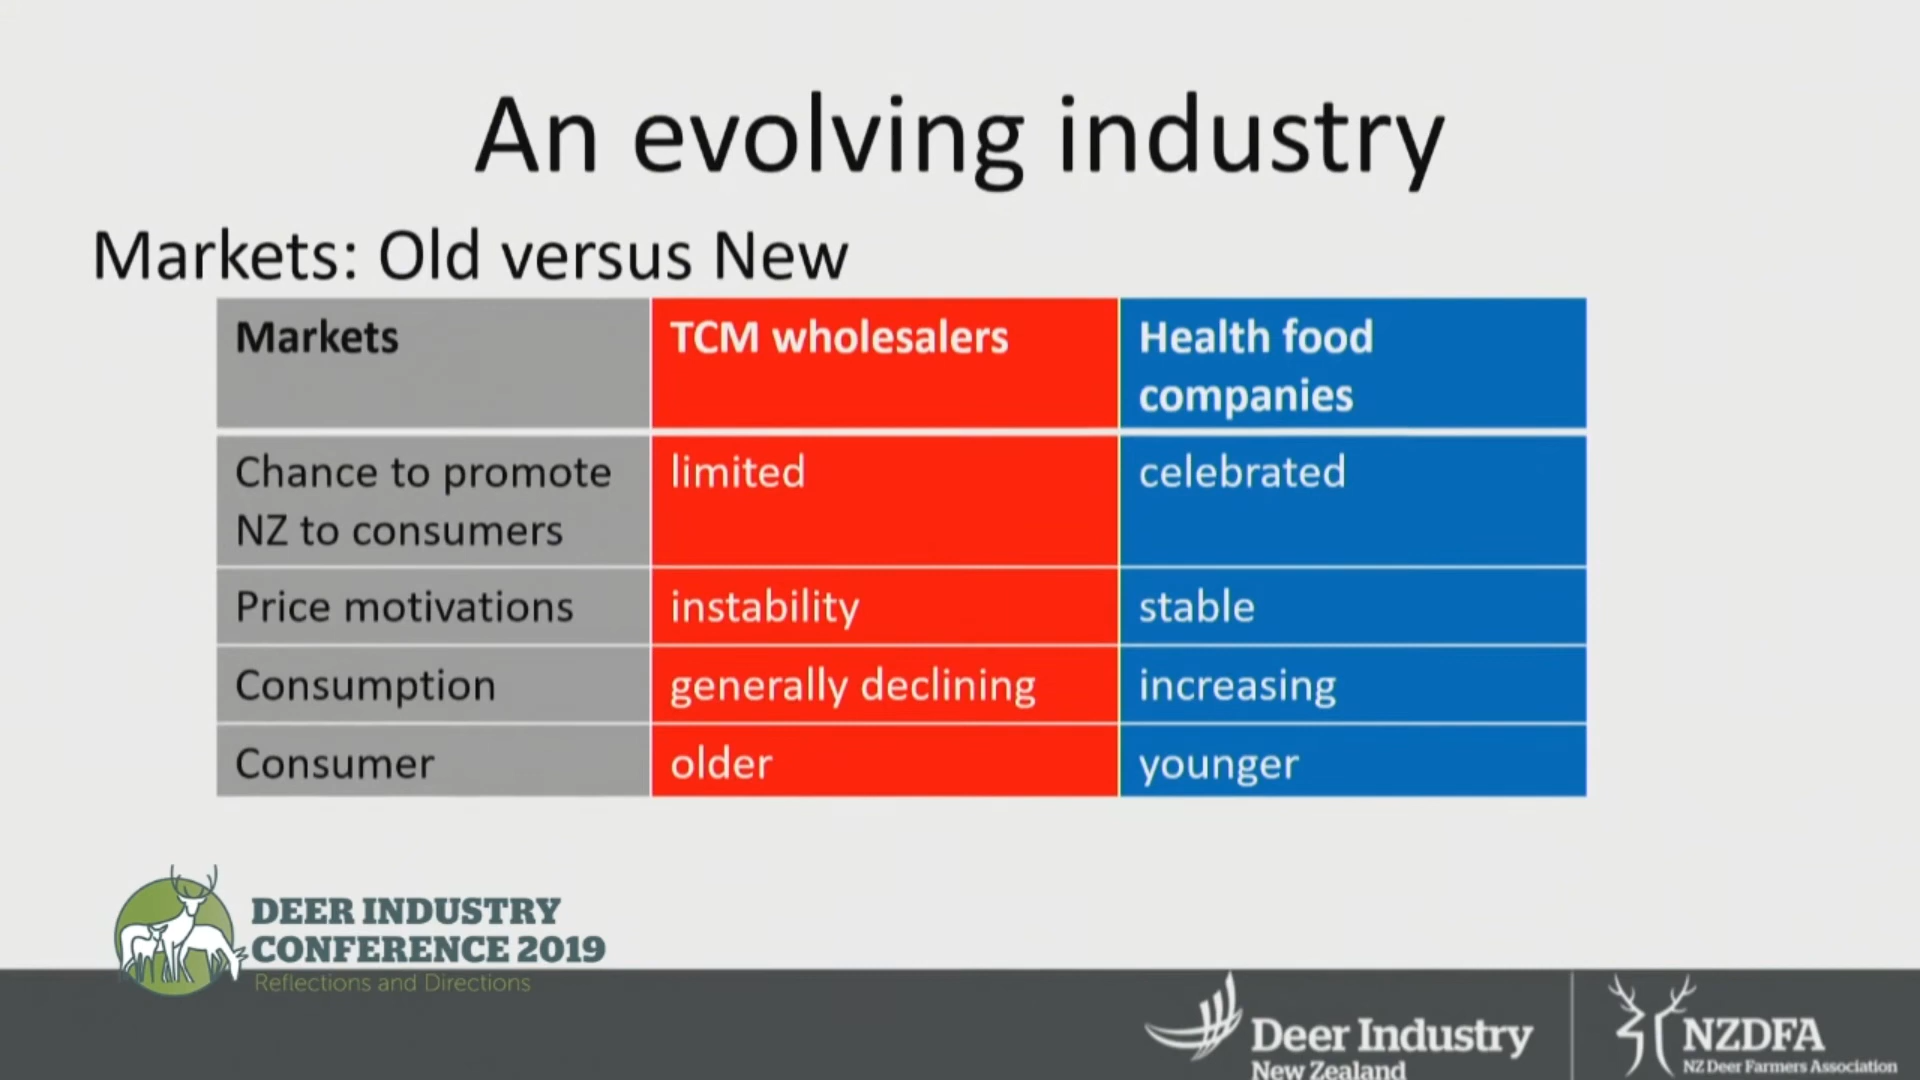 An evolving industry
Markets: Old versus New
Markets
TCM wholesalers
Health food
companies
Chance to promote
NZ to consumers
limited
celebrated
Price motivations
instability
stable
Consumption
generally declining
increasing
Consumer
older
younger
DEER INDUSTRY
CONFERENCE 2019
Reflections and Directions
Deer Industry
New Zealand
NZDFA
NZ Deer Farmers Association